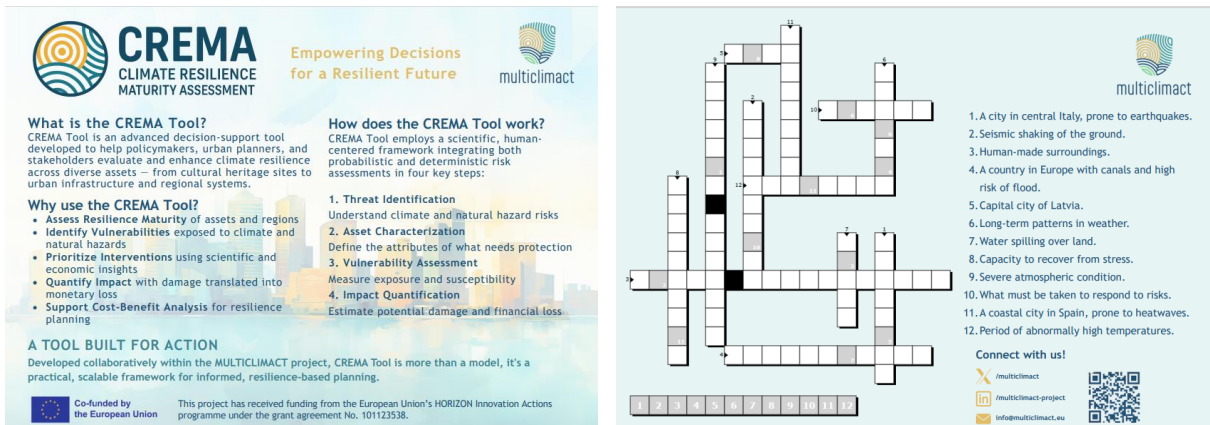 CREMA
CLIMATE RESILIENCE
MATURITY ASSESSMENT
Empowering Decisions
for a Resilient Future
multiclimact
What is the CREMA Tool?
CREMA Tool is an advanced decision-support tool
developed to help policymakers, urban planners, and
stakeholders evaluate and enhance climate resilience
across diverse assets — from cultural heritage sites to
urban infrastructure and regional systems.
Why use the CREMA Tool?
• Assess Resilience Maturity of assets and regions
• Identify Vulnerabilities exposed to climate and
natural hazards
• Prioritize Interventions using scientific and
economic insights
• Quantify Impact with damage translated into
monetary loss
• Support Cost-Benefit Analysis for resilience
planning
How does the CREMA Tool work?
CREMA Tool employs a scientific, human-
centered framework integrating both
probabilistic and deterministic risk
assessments in four key steps:
1. Threat Identification
Understand climate and natural hazard risks
2. Asset Characterization
Define the attributes of what needs protection
3. Vulnerability Assessment
Measure exposure and susceptibility
4. Impact Quantification
Estimate potential damage and financial loss
A TOOL BUILT FOR ACTION
Developed collaboratively within the MULTICLIMACT project, CREMA Tool is more than a model, it's a
practical, scalable framework for informed, resilience-based planning.
Co-funded by
the European Union
This project has received funding from the European Union's HORIZON Innovation Actions
programme under the grant agreement No. 101123538.
11
5
9
6
2
10
12
8
7
1
3
4
1 2 3 4 5 6 7 8 9 10 11 12
multiclimact
1. A city in central Italy, prone to earthquakes.
2. Seismic shaking of the ground.
3. Human-made surroundings.
4. A country in Europe with canals and high
risk of flood.
5. Capital city of Latvia.
6. Long-term patterns in weather.
7. Water spilling over land.
8. Capacity to recover from stress.
9. Severe atmospheric condition.
10. What must be taken to respond to risks.
11. A coastal city in Spain, prone to heatwaves.
12. Period of abnormally high temperatures.
Connect with us!
/multiclimact
/multiclimact-project
info@multiclimact.eu